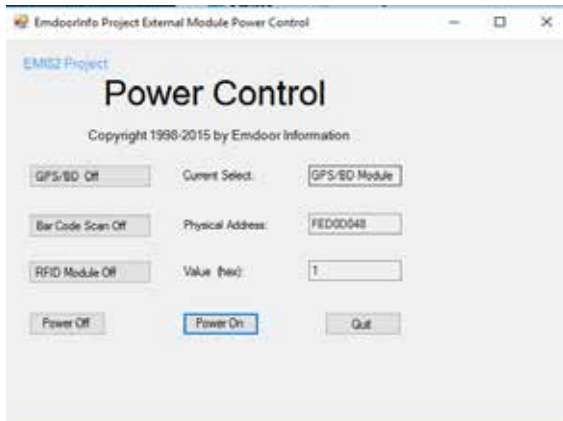 EmdoorInfo Project External Module Power Control
EMIS2 Project
Power Control
Copyright 1998-2015 by Emdoor Information
GPS/BD Off Current Select: GPS/BD Module
Bar Code Scan Off Physical Address: FED0D048
RFID Module Off Value (hex): 1
Power Off Power On Quit